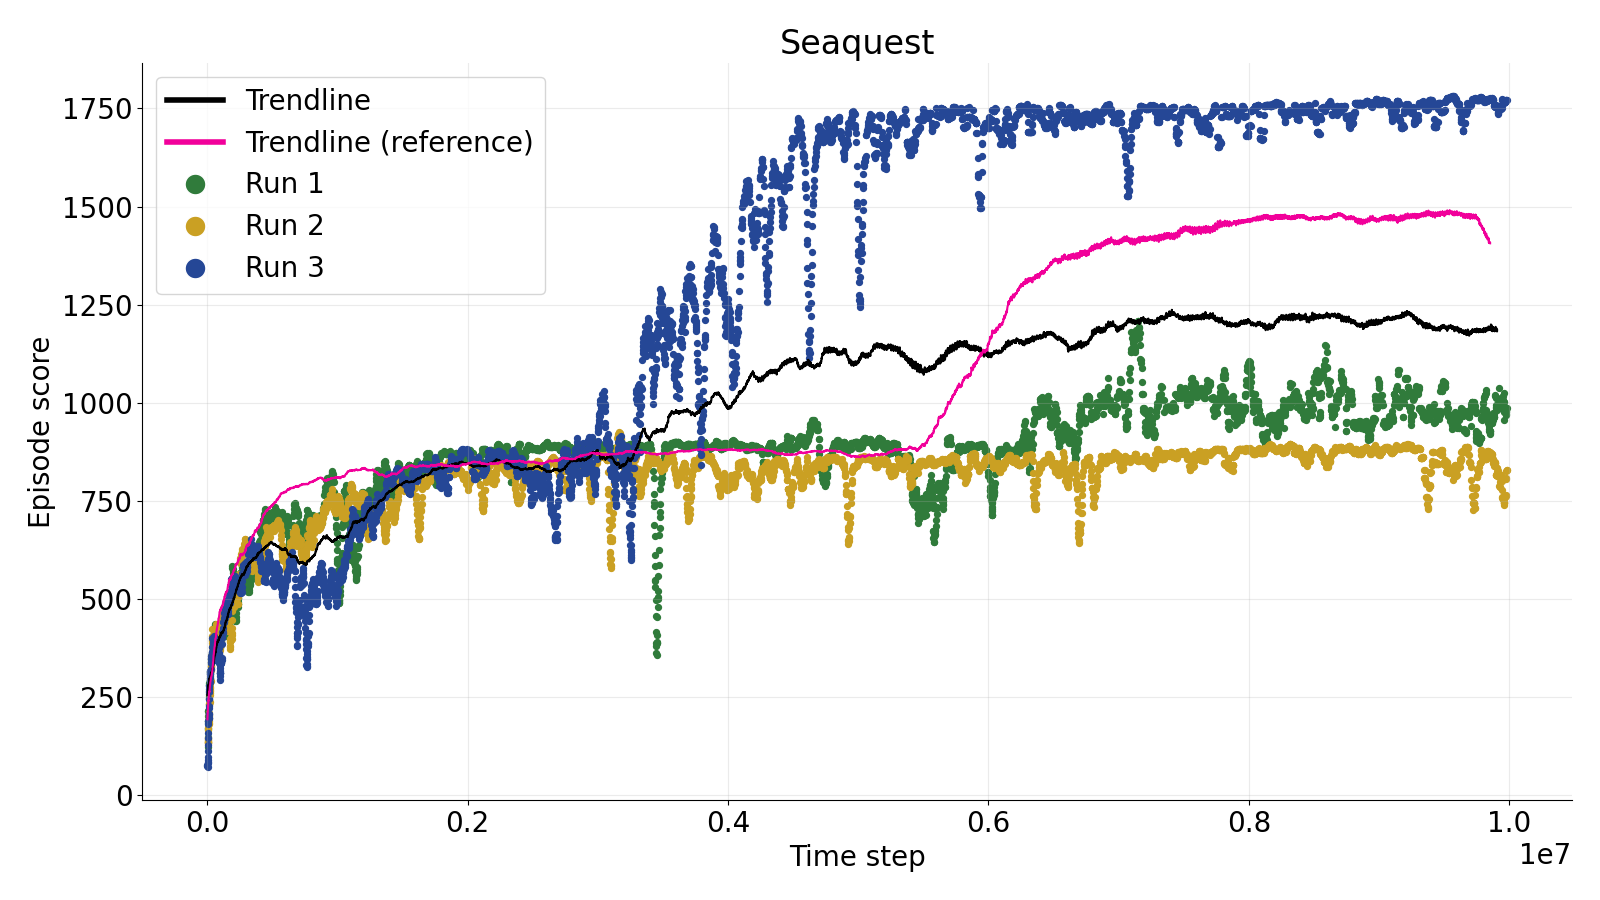 Seaquest
Trendline
Trendline (reference)
Run 1
Run 2
Run 3
Episode score
1750
1500
1250
1000
750
500
250
0
0.0 0.2 0.4 0.6 0.8 1.0
1e7
Time step